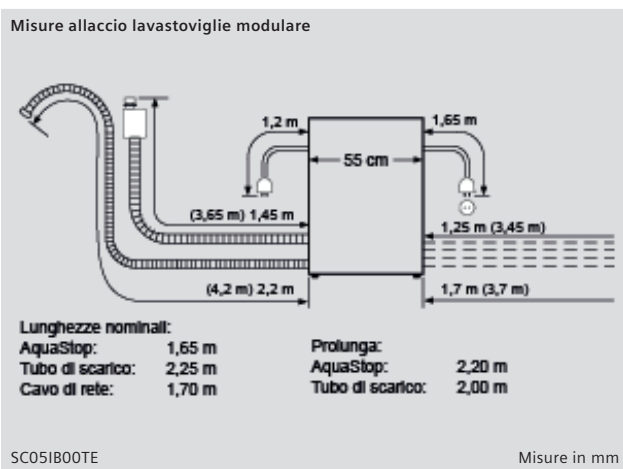 Misure allaccio lavastoviglie modulare
1,2 m
1,65 m
55 cm
(3,65 m) 1,45 m
1,25 m (3,45 m)
(4,2 m) 2,2 m
1,7 m (3,7 m)
Lunghezze nominali:
AquaStop: 1,65 m
Tubo di scarico: 2,25 m
Cavo di rete: 1,70 m
Prolunga:
AquaStop: 2,20 m
Tubo di scarico: 2,00 m
SC05IB00TE
Misure in mm